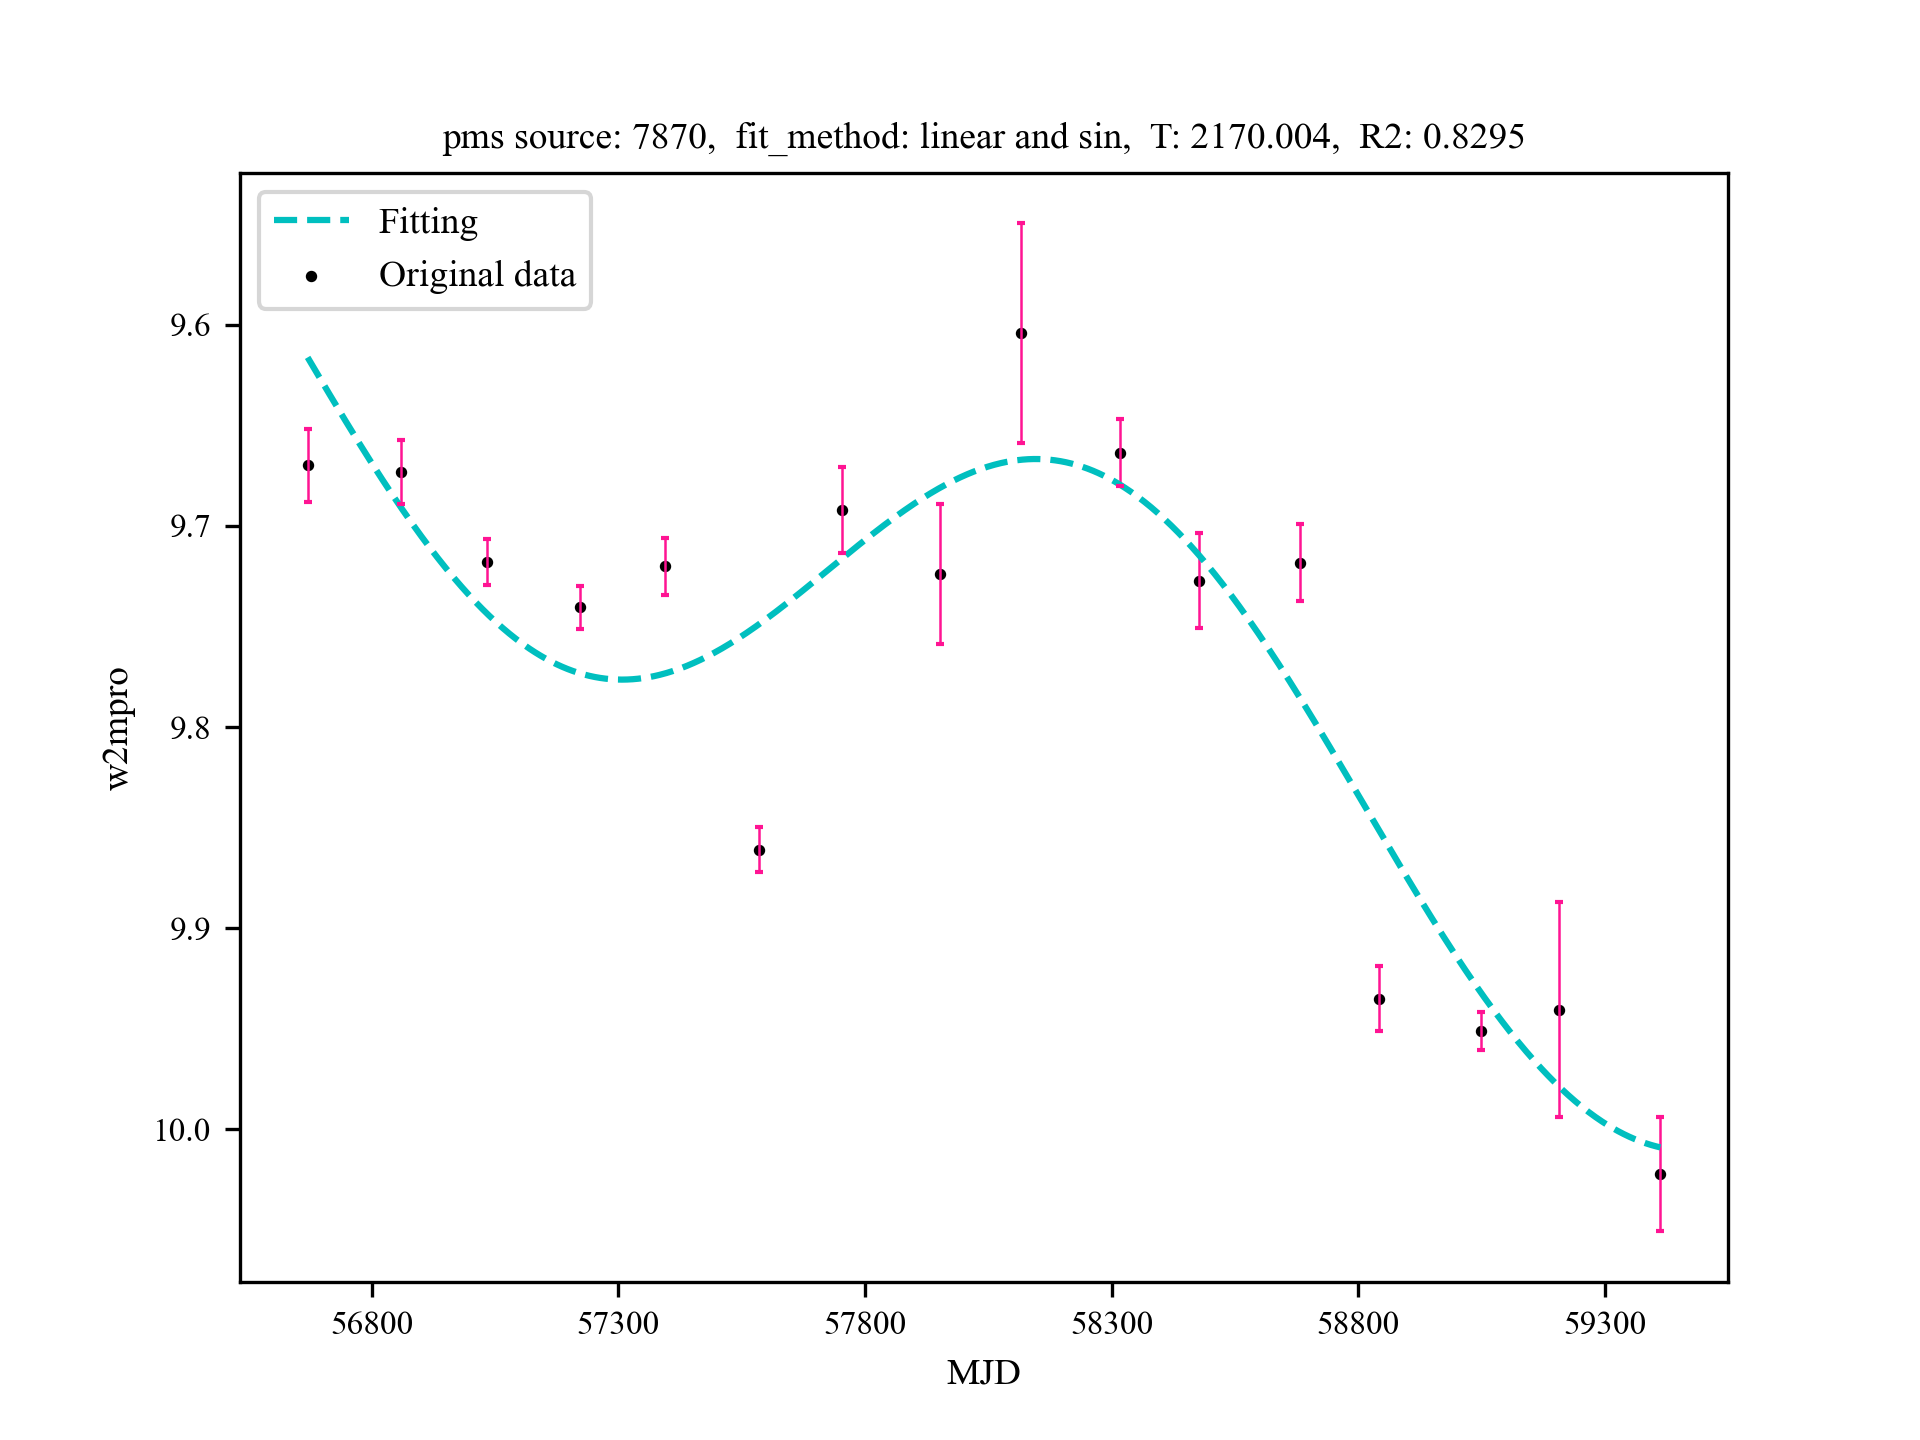 pms source: 7870,  fit_method: linear and sin,  T: 2170.004,  R2: 0.8295
Fitting
Original data
9.6
9.7
9.8
9.9
10.0
w2mpro
56800 57300 57800 58300 58800 59300
MJD